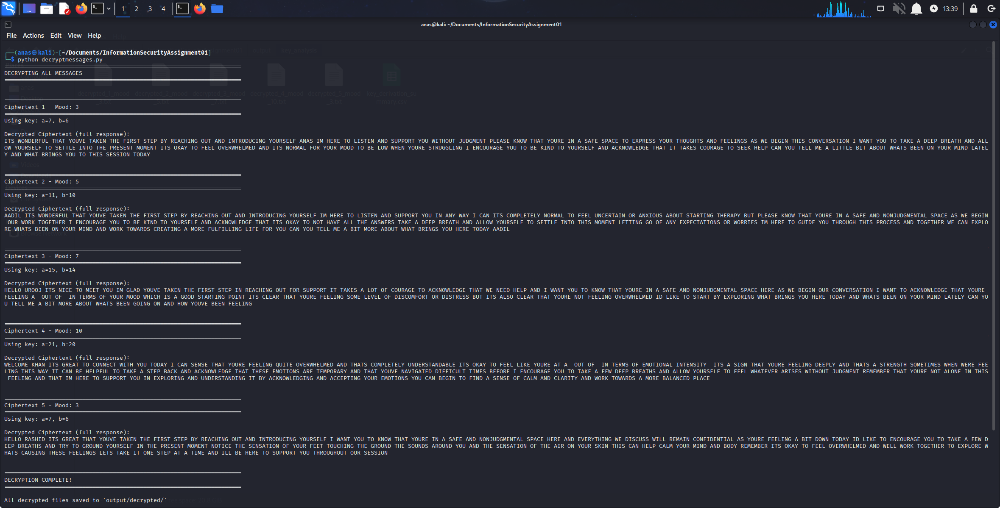 1 2 3 4 13:39
anas@kali: ~/Documents/InformationSecurityAssignment01
File Actions Edit View Help
┌──(anas㉿kali)-[~/Documents/InformationSecurityAssignment01]
└─$ python decryptmessages.py
DECRYPTING ALL MESSAGES
Ciphertext 1 - Mood: 3
Using key: a=7, b=6
Decrypted Ciphertext (full response):
ITS WONDERFUL THAT YOUVE TAKEN THE FIRST STEP BY REACHING OUT AND INTRODUCING YOURSELF ANAS IM HERE TO LISTEN AND SUPPORT YOU WITHOUT JUDGMENT PLEASE KNOW THAT YOURE IN A SAFE SPACE TO EXPRESS YOUR THOUGHTS AND FEELINGS AS WE BEGIN THIS CONVERSATION I WANT YOU TO TAKE A DEEP BREATH AND ALL
OW YOURSELF TO SETTLE INTO THE PRESENT MOMENT ITS OKAY TO FEEL OVERWHELMED AND ITS NORMAL FOR YOUR MOOD TO BE LOW WHEN YOURE STRUGGLING I ENCOURAGE YOU TO BE KIND TO YOURSELF AND ACKNOWLEDGE THAT IT TAKES COURAGE TO SEEK HELP CAN YOU TELL ME A LITTLE BIT ABOUT WHATS BEEN ON YOUR MIND LATEL
Y AND WHAT BRINGS YOU TO THIS SESSION TODAY
Ciphertext 2 - Mood: 5
Using key: a=11, b=10
Decrypted Ciphertext (full response):
AADIL ITS WONDERFUL THAT YOUVE TAKEN THE FIRST STEP BY REACHING OUT AND INTRODUCING YOURSELF IM HERE TO LISTEN AND SUPPORT YOU IN ANY WAY I CAN ITS COMPLETELY NORMAL TO FEEL UNCERTAIN OR ANXIOUS ABOUT STARTING THERAPY BUT PLEASE KNOW THAT YOURE IN A SAFE AND NONJUDGMENTAL SPACE AS WE BEGIN
OUR WORK TOGETHER I ENCOURAGE YOU TO BE KIND TO YOURSELF AND ACKNOWLEDGE THAT ITS OKAY TO NOT HAVE ALL THE ANSWERS TAKE A DEEP BREATH AND ALLOW YOURSELF TO SETTLE INTO THIS MOMENT LETTING GO OF ANY EXPECTATIONS OR WORRIES IM HERE TO GUIDE YOU THROUGH THIS PROCESS AND TOGETHER WE CAN EXPLO
RE WHATS BEEN ON YOUR MIND AND WORK TOWARDS CREATING A MORE FULFILLING LIFE FOR YOU CAN YOU TELL ME A BIT MORE ABOUT WHAT BRINGS YOU HERE TODAY AADIL
Ciphertext 3 - Mood: 7
Using key: a=15, b=14
Decrypted Ciphertext (full response):
HELLO UROOJ ITS NICE TO MEET YOU IM GLAD YOUVE TAKEN THE FIRST STEP IN REACHING OUT FOR SUPPORT IT TAKES A LOT OF COURAGE TO ACKNOWLEDGE THAT WE NEED HELP AND I WANT YOU TO KNOW THAT YOURE IN A SAFE AND NONJUDGMENTAL SPACE HERE AS WE BEGIN OUR CONVERSATION I WANT TO ACKNOWLEDGE THAT YOURE
FEELING A  OUT OF  IN TERMS OF YOUR MOOD WHICH IS A GOOD STARTING POINT ITS CLEAR THAT YOURE FEELING SOME LEVEL OF DISCOMFORT OR DISTRESS BUT ITS ALSO CLEAR THAT YOURE NOT FEELING OVERWHELMED ID LIKE TO START BY EXPLORING WHAT BRINGS YOU HERE TODAY AND WHATS BEEN ON YOUR MIND LATELY CAN YO
U TELL ME A BIT MORE ABOUT WHATS BEEN GOING ON AND HOW YOUVE BEEN FEELING
Ciphertext 4 - Mood: 10
Using key: a=21, b=20
Decrypted Ciphertext (full response):
WELCOME KHAN ITS GREAT TO CONNECT WITH YOU TODAY I CAN SENSE THAT YOURE FEELING QUITE OVERWHELMED AND THATS COMPLETELY UNDERSTANDABLE ITS OKAY TO FEEL LIKE YOURE AT A  OUT OF  IN TERMS OF EMOTIONAL INTENSITY  ITS A SIGN THAT YOURE FEELING DEEPLY AND THATS A STRENGTH SOMETIMES WHEN WERE FEE
LING THIS WAY IT CAN BE HELPFUL TO TAKE A STEP BACK AND ACKNOWLEDGE THAT THESE EMOTIONS ARE TEMPORARY AND THAT YOUVE NAVIGATED DIFFICULT TIMES BEFORE I ENCOURAGE YOU TO TAKE A FEW DEEP BREATHS AND ALLOW YOURSELF TO FEEL WHATEVER ARISES WITHOUT JUDGMENT REMEMBER THAT YOURE NOT ALONE IN THIS
FEELING AND THAT IM HERE TO SUPPORT YOU IN EXPLORING AND UNDERSTANDING IT BY ACKNOWLEDGING AND ACCEPTING YOUR EMOTIONS YOU CAN BEGIN TO FIND A SENSE OF CALM AND CLARITY AND WORK TOWARDS A MORE BALANCED PLACE
Ciphertext 5 - Mood: 3
Using key: a=7, b=6
Decrypted Ciphertext (full response):
HELLO RASHID ITS GREAT THAT YOUVE TAKEN THE FIRST STEP BY REACHING OUT AND INTRODUCING YOURSELF I WANT YOU TO KNOW THAT YOURE IN A SAFE AND NONJUDGMENTAL SPACE HERE AND EVERYTHING WE DISCUSS WILL REMAIN CONFIDENTIAL AS YOURE FEELING A BIT DOWN TODAY ID LIKE TO ENCOURAGE YOU TO TAKE A FEW D
EEP BREATHS AND TRY TO GROUND YOURSELF IN THE PRESENT MOMENT NOTICE THE SENSATION OF YOUR FEET TOUCHING THE GROUND THE SOUNDS AROUND YOU AND THE SENSATION OF THE AIR ON YOUR SKIN THIS CAN HELP CALM YOUR MIND AND BODY REMEMBER ITS OKAY TO FEEL OVERWHELMED AND WELL WORK TOGETHER TO EXPLORE W
HATS CAUSING THESE FEELINGS LETS TAKE IT ONE STEP AT A TIME AND ILL BE HERE TO SUPPORT YOU THROUGHOUT OUR SESSION
DECRYPTION COMPLETE!
All decrypted files saved to 'output/decrypted/'